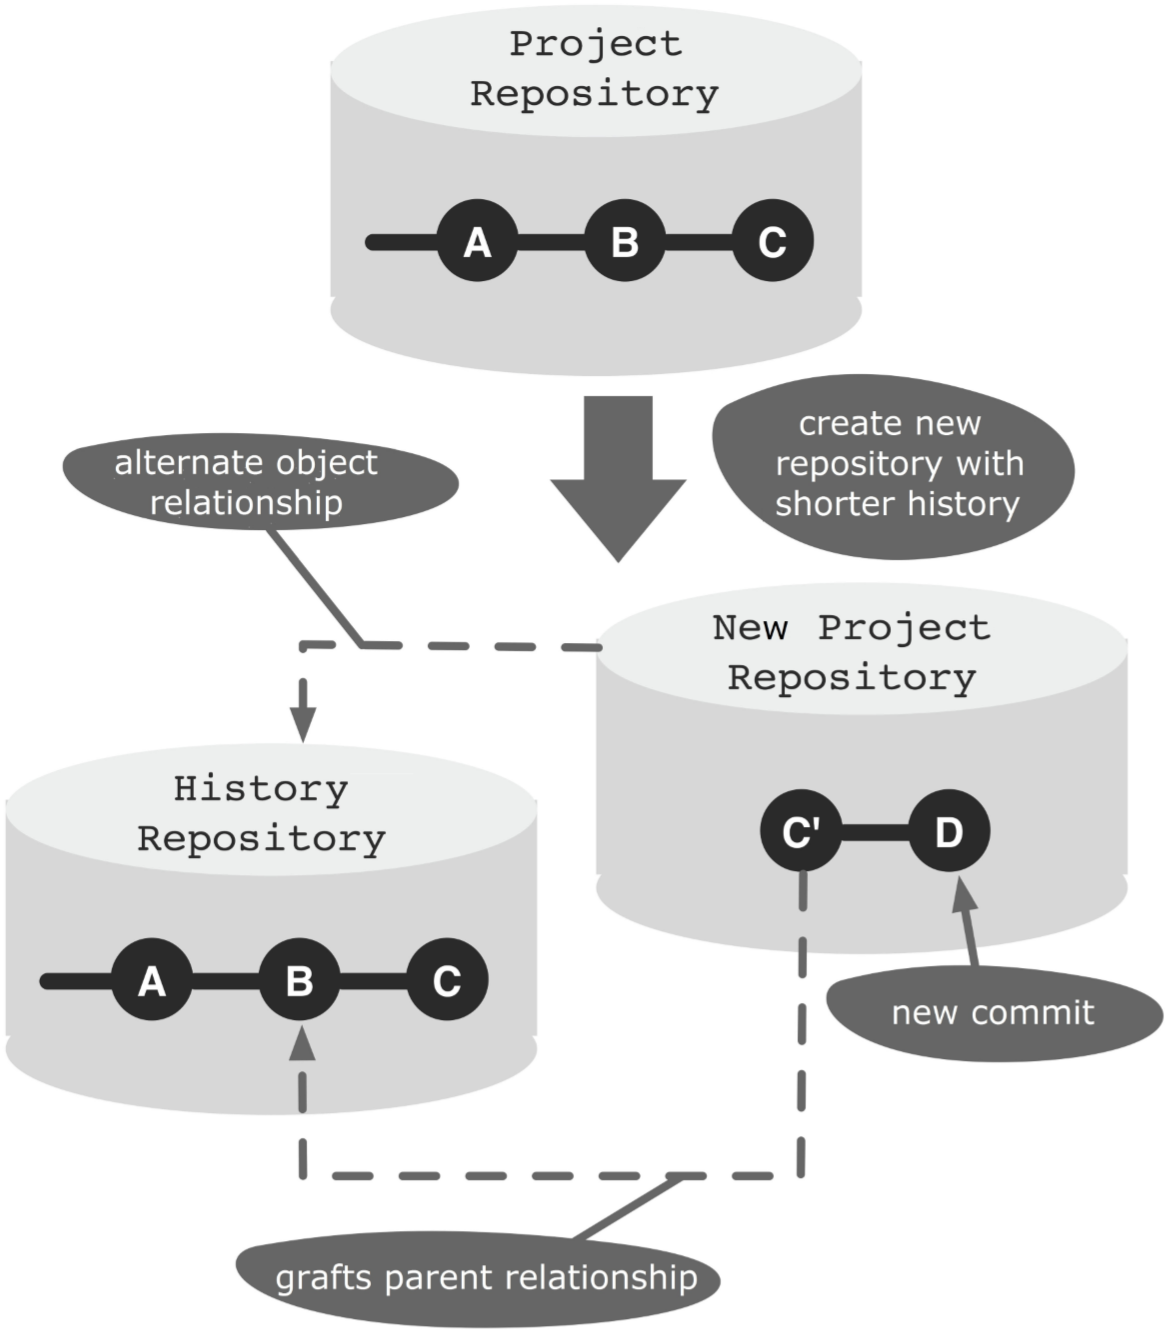 Project
Repository
A
B
C
create new
repository with
shorter history
alternate object
relationship
New Project
Repository
C'
D
History
Repository
A
B
C
new commit
grafts parent relationship